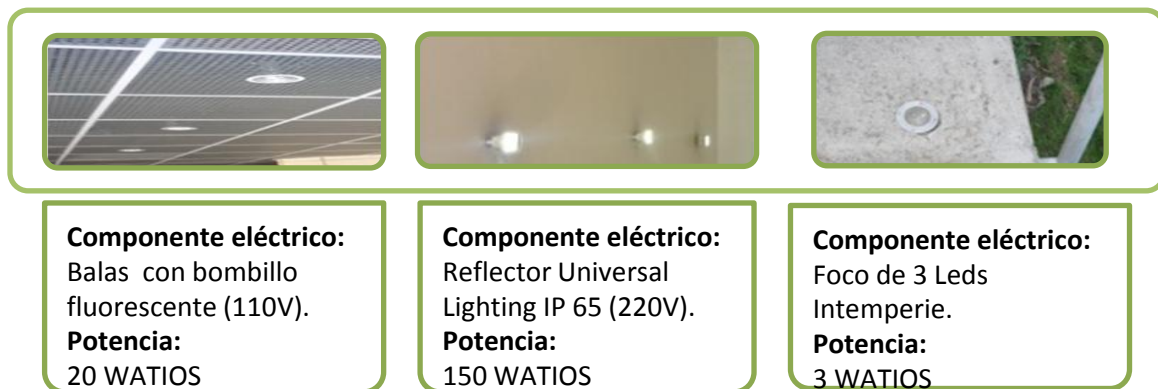 Componente eléctrico:
Balas con bombillo
fluorescente (110V).
Potencia:
20 WATIOS
Componente eléctrico:
Reflector Universal
Lighting IP 65 (220V).
Potencia:
150 WATIOS
Componente eléctrico:
Foco de 3 Leds
Intemperie.
Potencia:
3 WATIOS